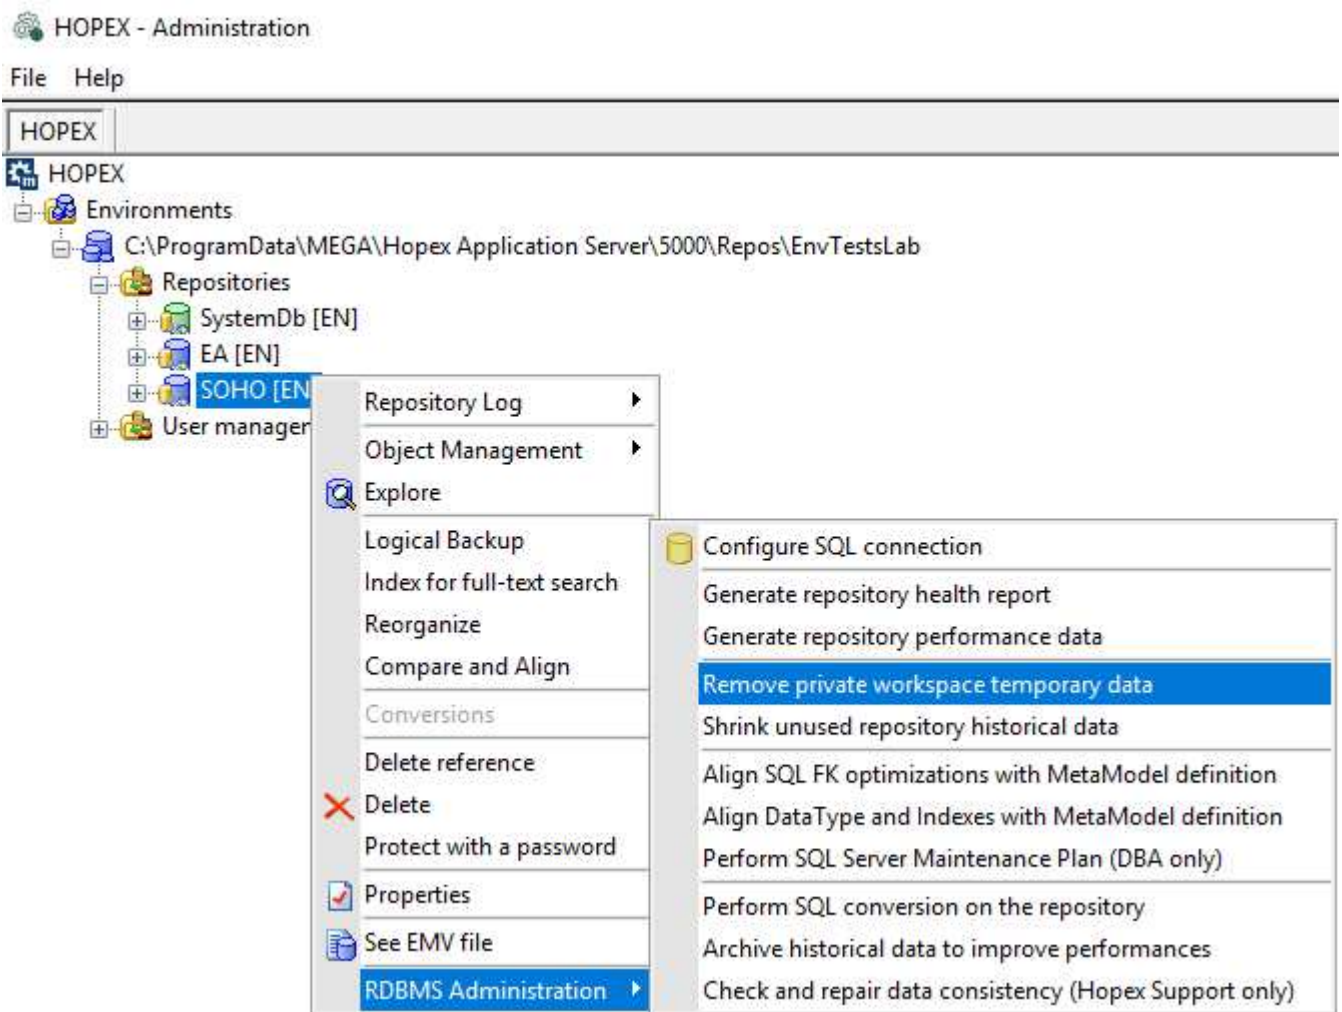 HOPEX - Administration
File Help
HOPEX
HOPEX
Environments
C:\ProgramData\MEGA\Hopex Application Server\5000\Repos\EnvTestsLab
Repositories
SystemDb [EN]
EA [EN]
SOHO [EN
User manager
Repository Log
Object Management
Explore
Logical Backup
Index for full-text search
Reorganize
Compare and Align
Conversions
Delete reference
Delete
Protect with a password
Properties
See EMV file
RDBMS Administration
Configure SQL connection
Generate repository health report
Generate repository performance data
Remove private workspace temporary data
Shrink unused repository historical data
Align SQL FK optimizations with MetaModel definition
Align DataType and Indexes with MetaModel definition
Perform SQL Server Maintenance Plan (DBA only)
Perform SQL conversion on the repository
Archive historical data to improve performances
Check and repair data consistency (Hopex Support only)